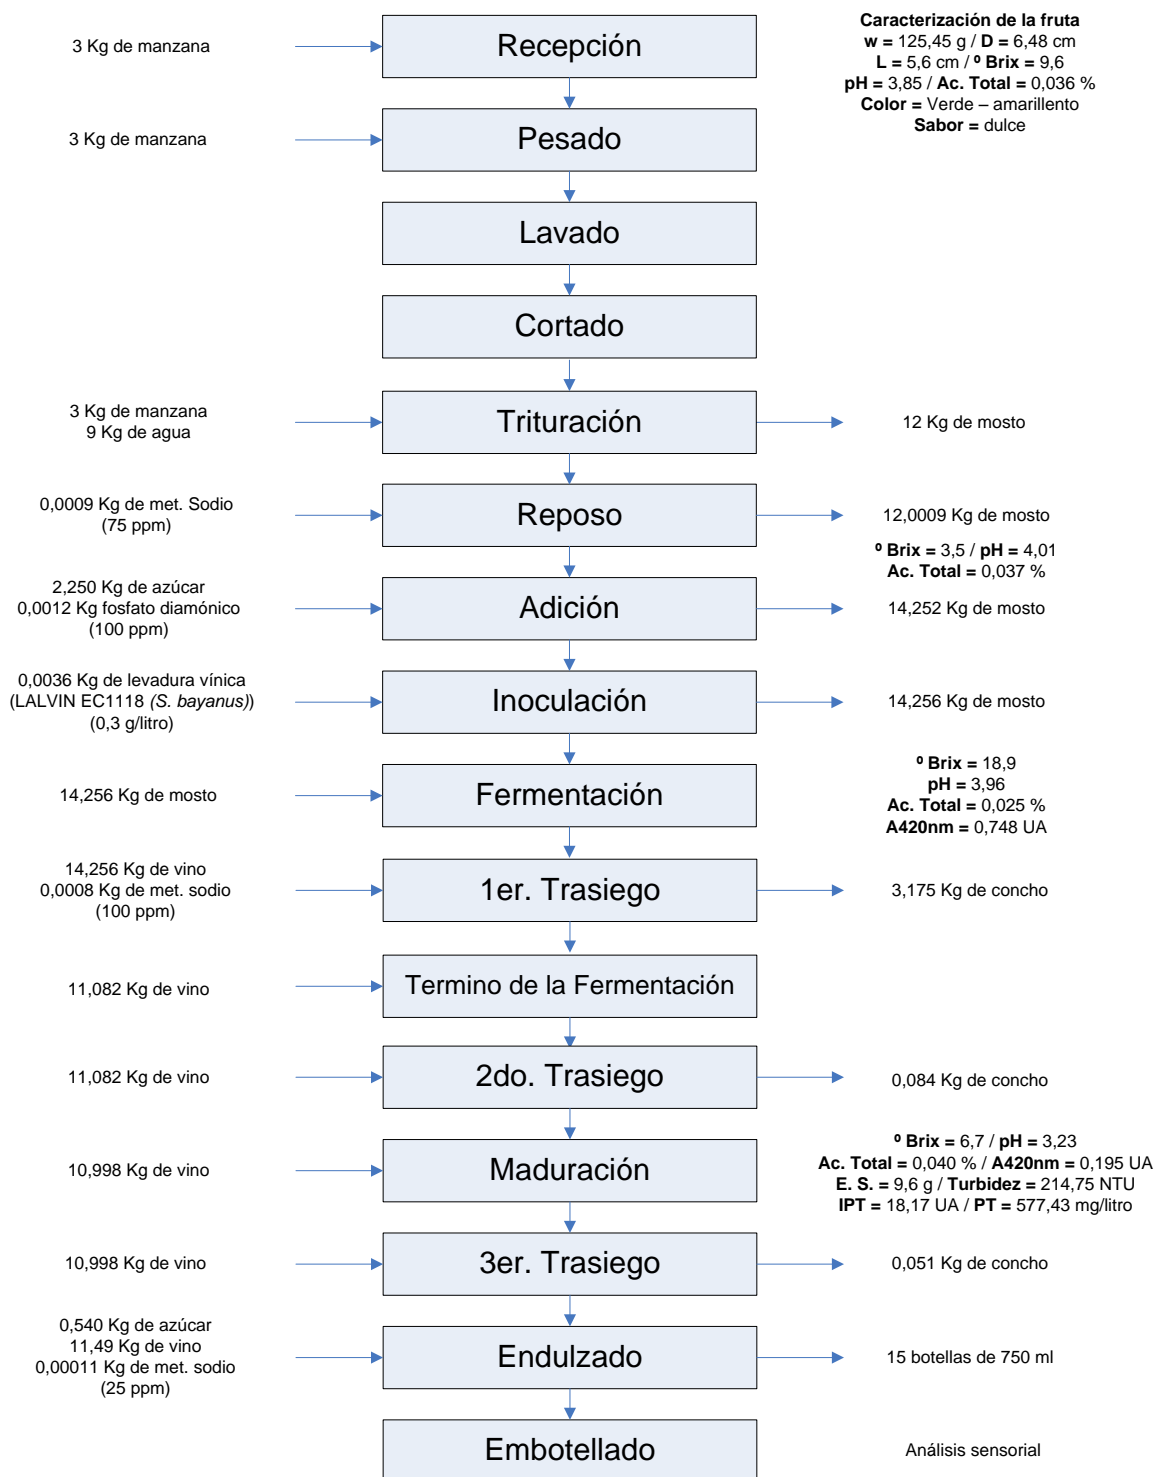 3 Kg de manzana
Recepción
Caracterización de la fruta
w = 125,45 g / D = 6,48 cm
L = 5,6 cm / º Brix = 9,6
pH = 3,85 / Ac. Total = 0,036 %
Color = Verde – amarillento
Sabor = dulce
3 Kg de manzana
Pesado
Lavado
Cortado
3 Kg de manzana
9 Kg de agua
Trituración
12 Kg de mosto
0,0009 Kg de met. Sodio
(75 ppm)
Reposo
12,0009 Kg de mosto
º Brix = 3,5 / pH = 4,01
Ac. Total = 0,037 %
2,250 Kg de azúcar
0,0012 Kg fosfato diamónico
(100 ppm)
Adición
14,252 Kg de mosto
0,0036 Kg de levadura vínica
(LALVIN EC1118 (S. bayanus))
(0,3 g/litro)
Inoculación
14,256 Kg de mosto
14,256 Kg de mosto
Fermentación
º Brix = 18,9
pH = 3,96
Ac. Total = 0,025 %
A420nm = 0,748 UA
14,256 Kg de vino
0,0008 Kg de met. sodio
(100 ppm)
1er. Trasiego
3,175 Kg de concho
11,082 Kg de vino
Termino de la Fermentación
11,082 Kg de vino
2do. Trasiego
0,084 Kg de concho
10,998 Kg de vino
Maduración
º Brix = 6,7 / pH = 3,23
Ac. Total = 0,040 % / A420nm = 0,195 UA
E. S. = 9,6 g / Turbidez = 214,75 NTU
IPT = 18,17 UA / PT = 577,43 mg/litro
10,998 Kg de vino
3er. Trasiego
0,051 Kg de concho
0,540 Kg de azúcar
11,49 Kg de vino
0,00011 Kg de met. sodio
(25 ppm)
Endulzado
15 botellas de 750 ml
Embotellado
Análisis sensorial